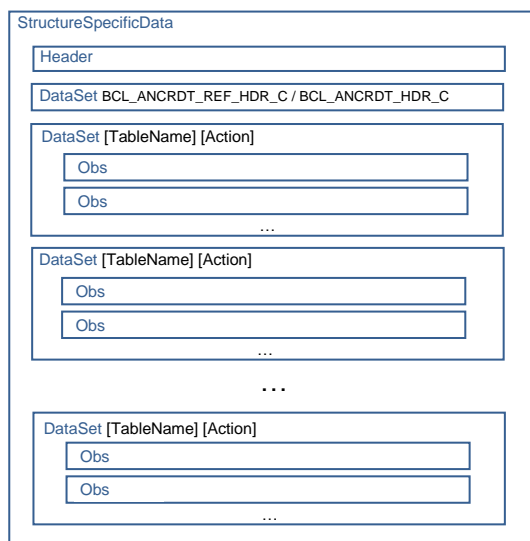 StructureSpecificData
Header
DataSet BCL_ANCRDT_REF_HDR_C / BCL_ANCRDT_HDR_C
DataSet [TableName] [Action]
Obs
Obs
...
DataSet [TableName] [Action]
Obs
Obs
...
...
DataSet [TableName] [Action]
Obs
Obs
...